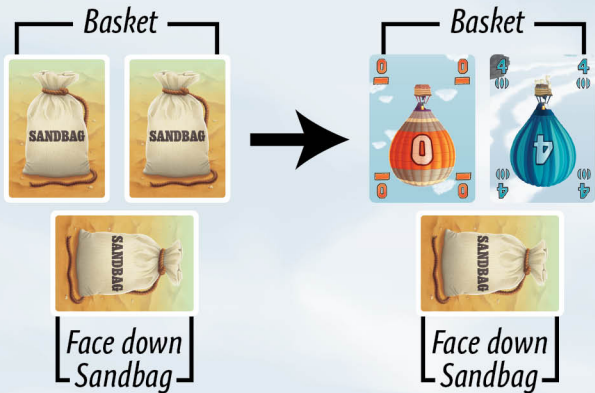 Basket
SANDBAG
SANDBAG
SANDBAG
Face down
Sandbag
Basket
0 0
0
0 0
4 4
(()) (())
4
(()) (())
4 4
SANDBAG
Face down
Sandbag